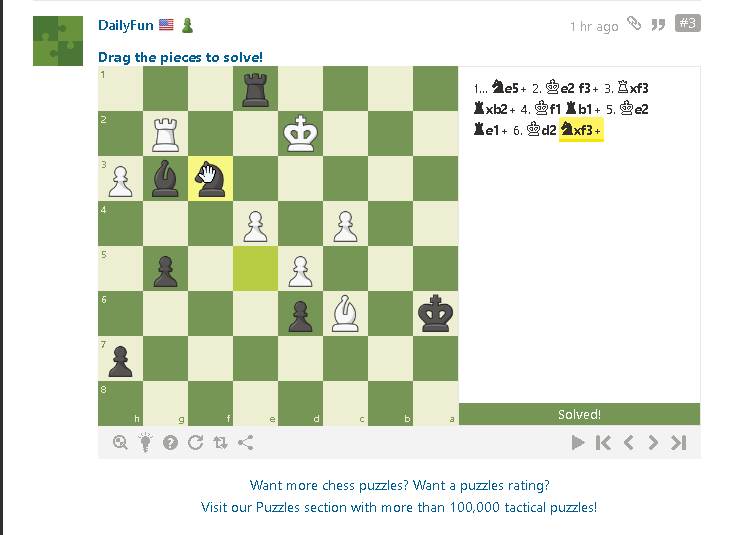 DailyFun
1 hr ago
#3
Drag the pieces to solve!
1... ♞e5+ 2. ♔e2 f3+ 3. ♖xf3
♜xb2+ 4. ♔f1 ♜b1+ 5. ♔e2
♜e1+ 6. ♔d2 ♞xf3+
1
2
3
4
5
6
7
8
h g f e d c b a
Solved!
Want more chess puzzles? Want a puzzles rating?
Visit our Puzzles section with more than 100,000 tactical puzzles!